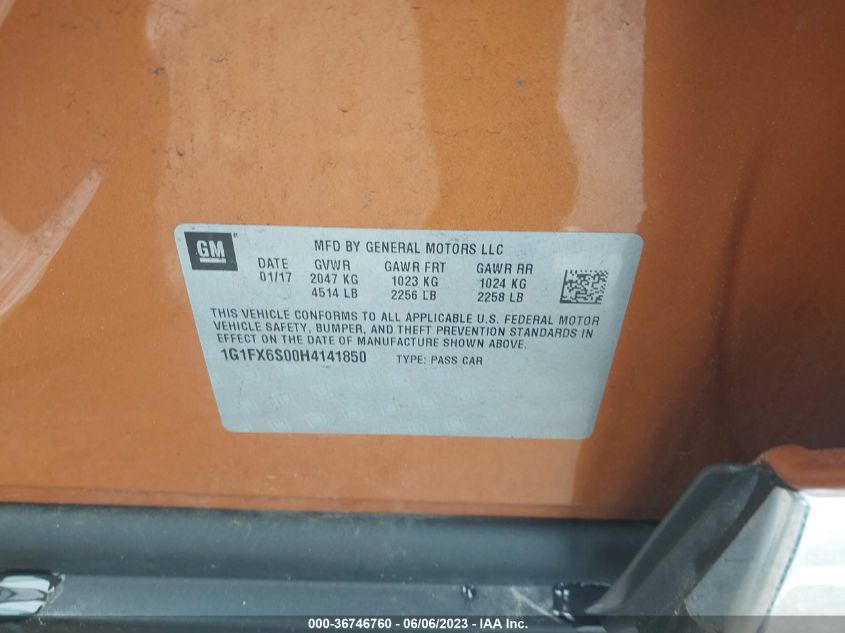 GM
MFD BY GENERAL MOTORS LLC
DATE GVWR GAWR FRT GAWR RR
01/17 2047 KG 1023 KG 1024 KG
4514 LB 2256 LB 2258 LB
THIS VEHICLE CONFORMS TO ALL APPLICABLE U.S. FEDERAL MOTOR
VEHICLE SAFETY, BUMPER, AND THEFT PREVENTION STANDARDS IN
EFFECT ON THE DATE OF MANUFACTURE SHOWN ABOVE.
1G1FX6S00H4141850 TYPE: PASS CAR
000-36746760 - 06/06/2023 - IAA Inc.